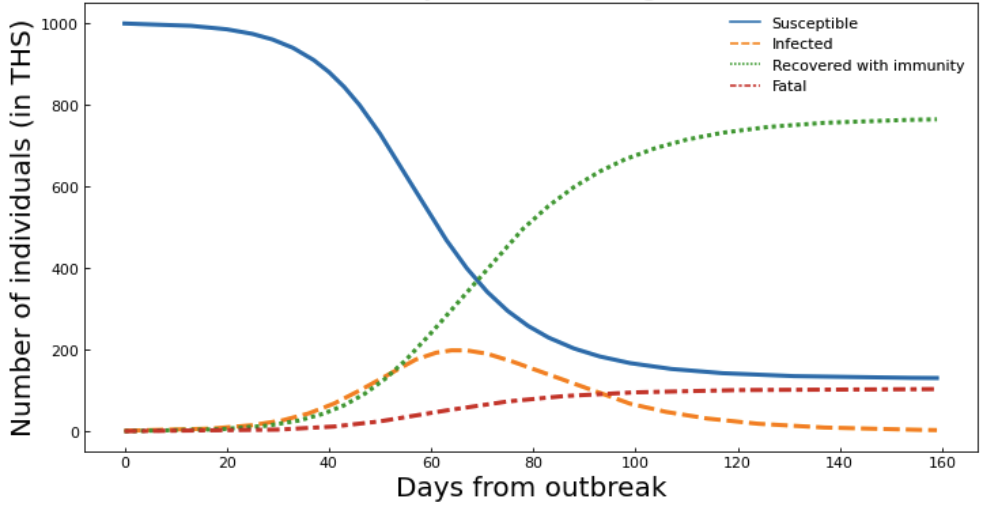 Number of individuals (in THS)
1000
800
600
400
200
0
Susceptible
Infected
Recovered with immunity
Fatal
0 20 40 60 80 100 120 140 160
Days from outbreak